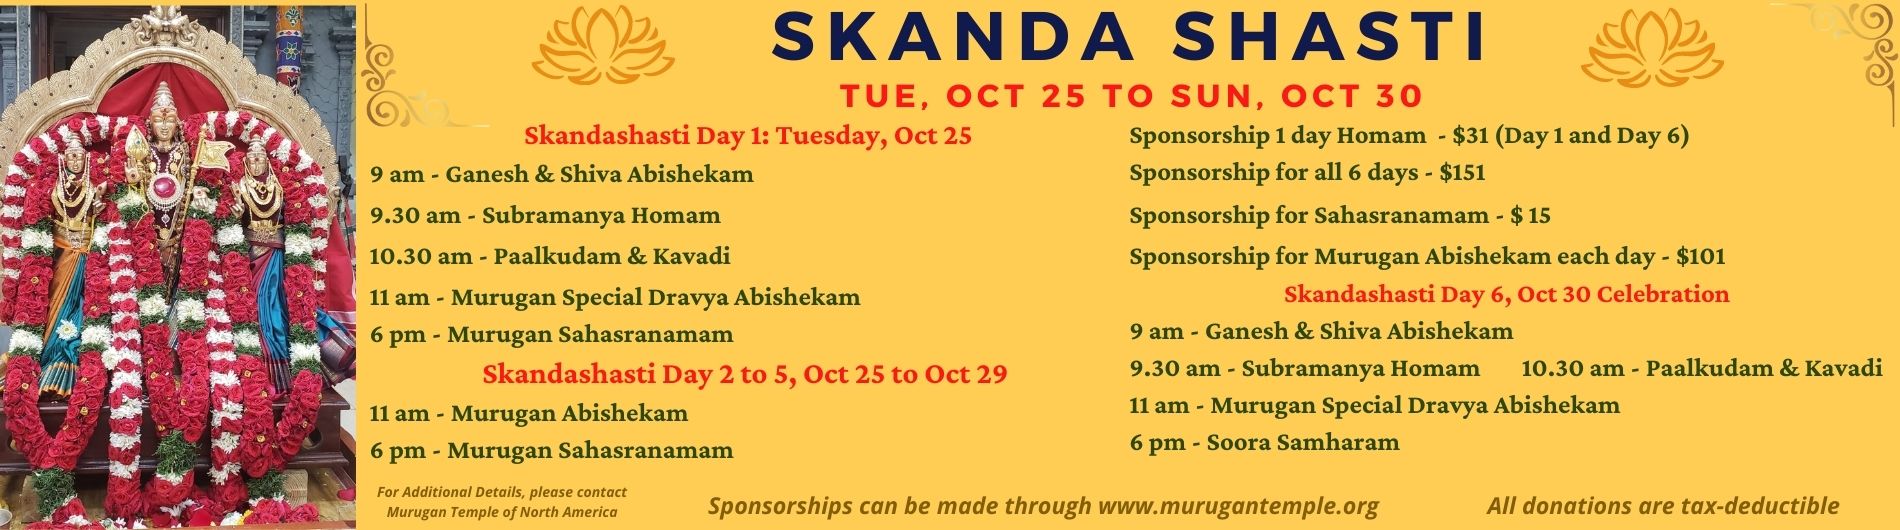 SKANDA SHASTI
TUE, OCT 25 TO SUN, OCT 30
Skandashasti Day 1: Tuesday, Oct 25
9 am - Ganesh & Shiva Abishekam
9.30 am - Subramanya Homam
10.30 am - Paalkudam & Kavadi
11 am - Murugan Special Dravya Abishekam
6 pm - Murugan Sahasranamam
Skandashasti Day 2 to 5, Oct 25 to Oct 29
11 am - Murugan Abishekam
6 pm - Murugan Sahasranamam
Sponsorship 1 day Homam - $31 (Day 1 and Day 6)
Sponsorship for all 6 days - $151
Sponsorship for Sahasranamam - $ 15
Sponsorship for Murugan Abishekam each day - $101
Skandashasti Day 6, Oct 30 Celebration
9 am - Ganesh & Shiva Abishekam
9.30 am - Subramanya Homam 10.30 am - Paalkudam & Kavadi
11 am - Murugan Special Dravya Abishekam
6 pm - Soora Samharam
For Additional Details, please contact
Murugan Temple of North America
Sponsorships can be made through www.murugantemple.org
All donations are tax-deductible